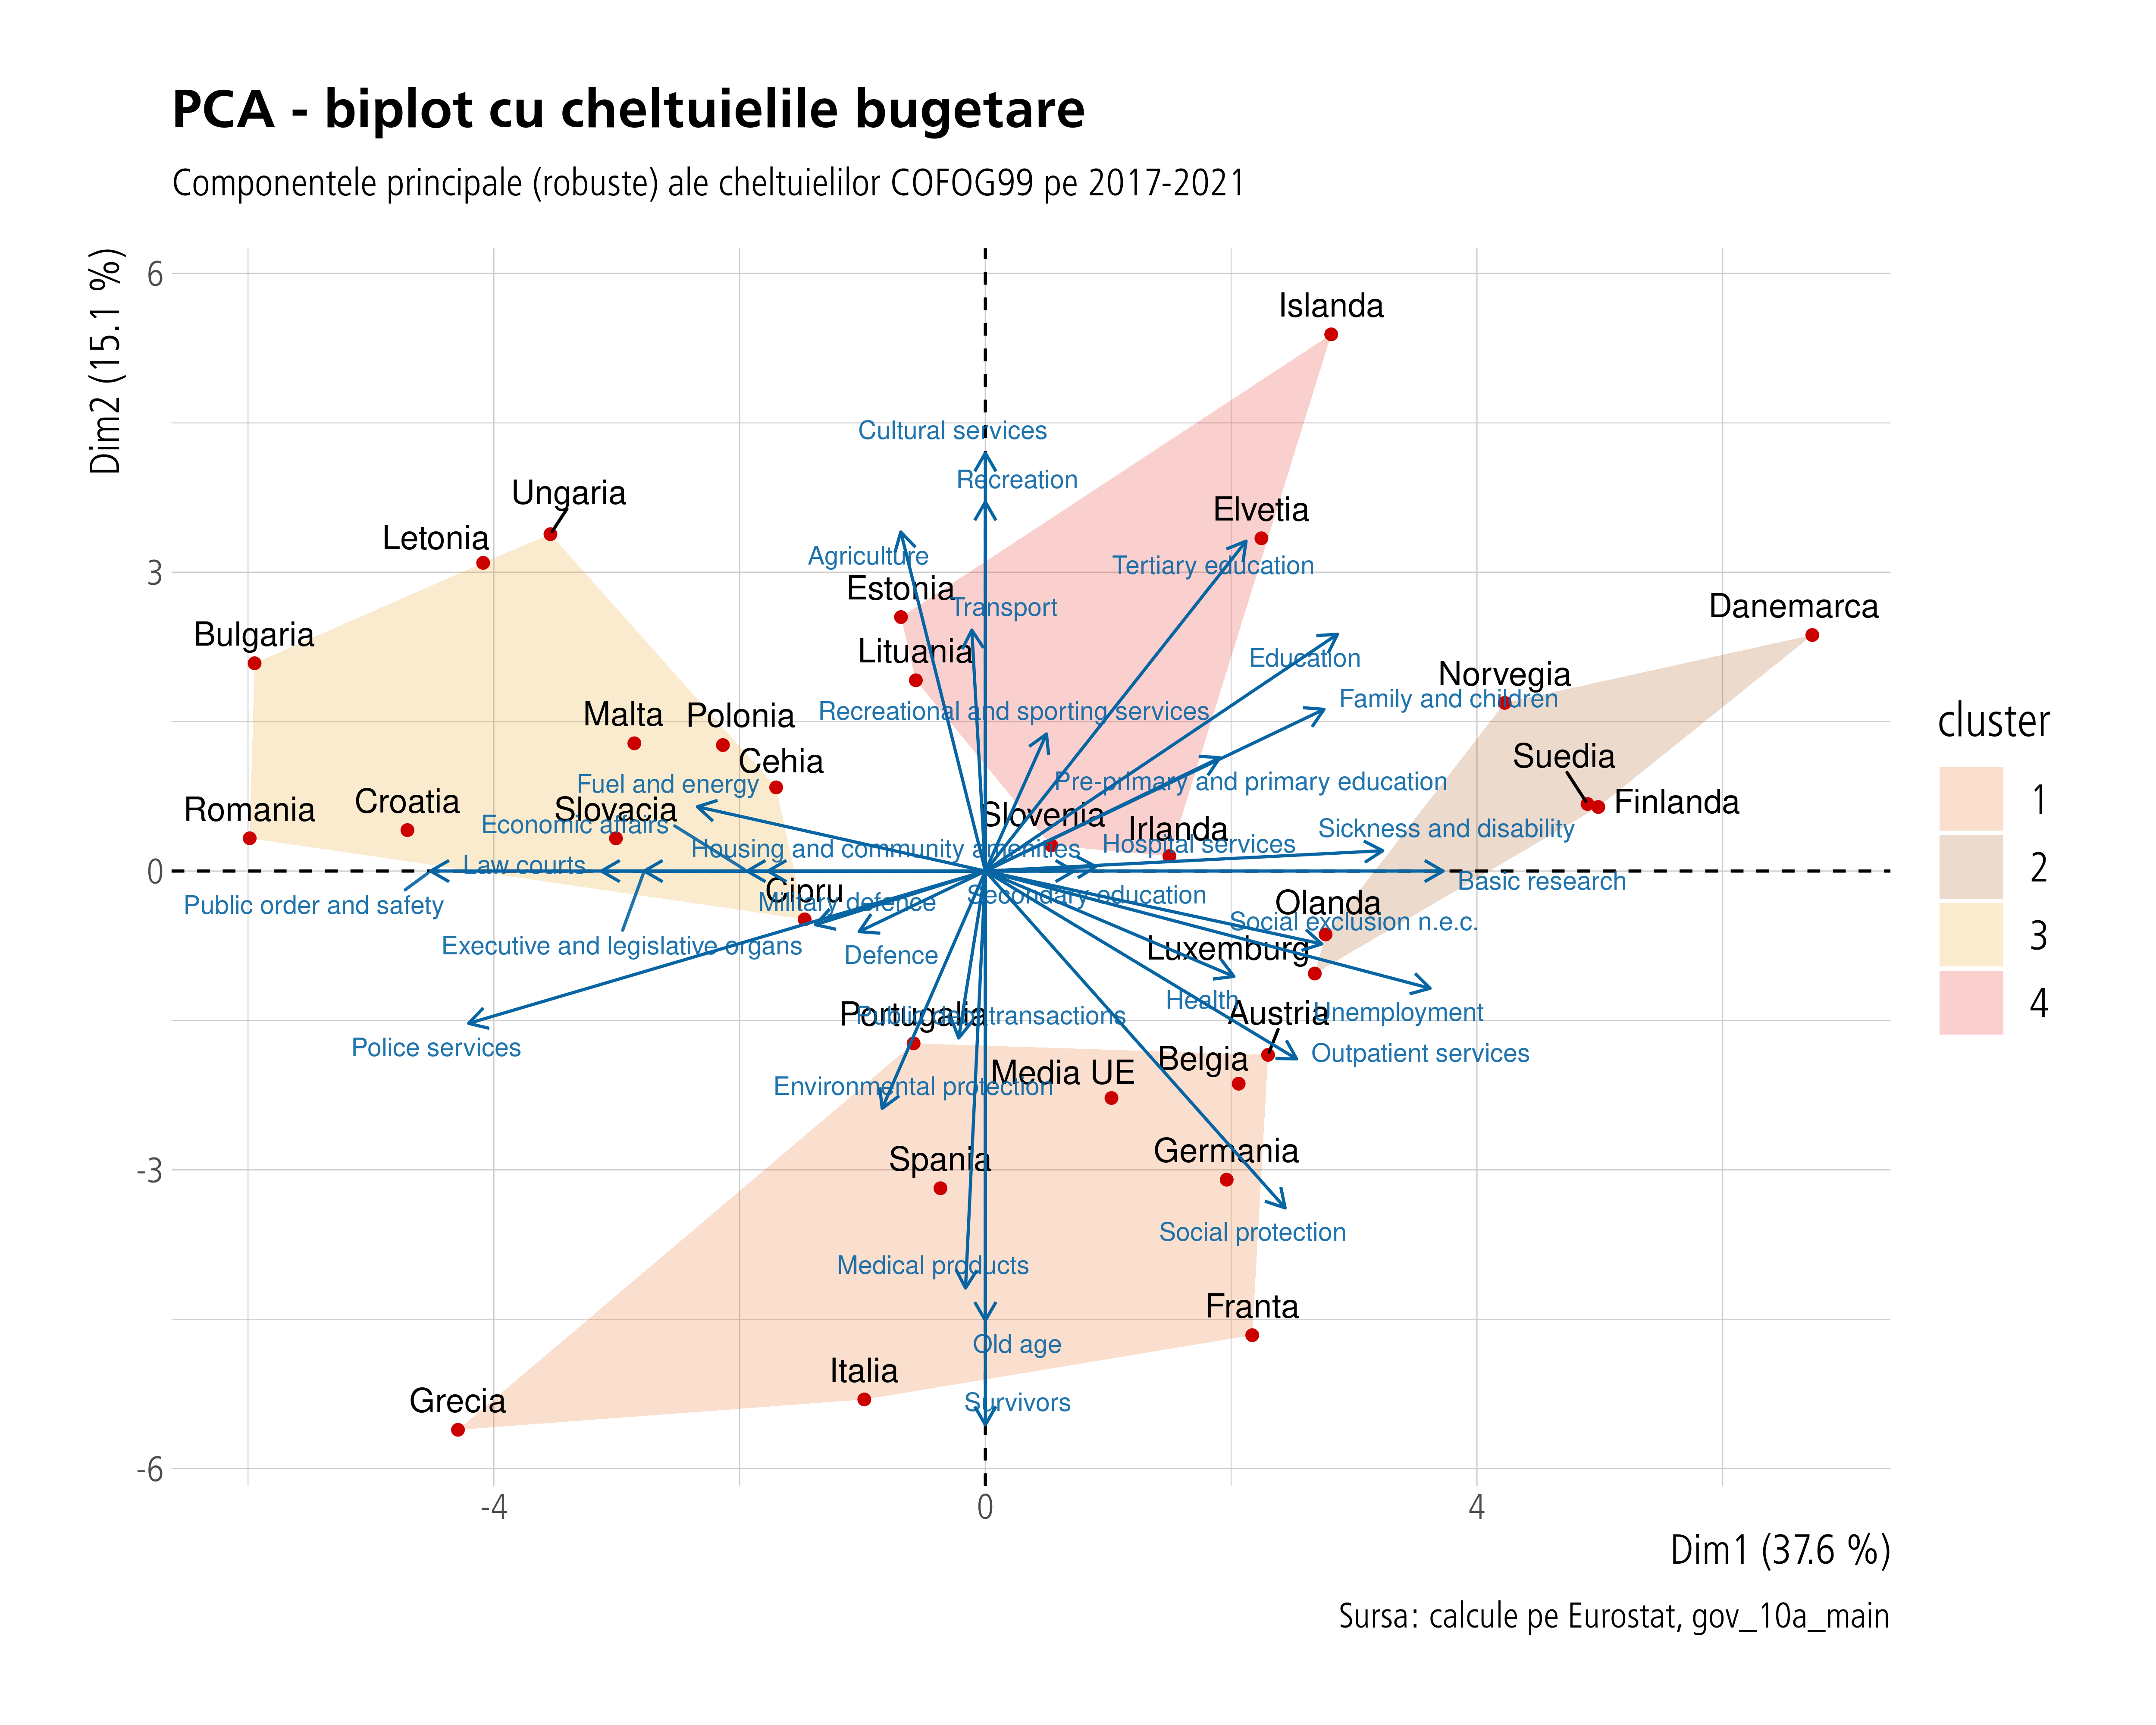 PCA - biplot cu cheltuielile bugetare
Componentele principale (robuste) ale cheltuielilor COFOG99 pe 2017-2021
Dim2 (15.1 %)
6
3
0
-3
-6
Islanda
Cultural services
Recreation
Ungaria
Elvetia
Letonia
Agriculture
Tertiary education
Estonia
Transport
Danemarca
Bulgaria
Lituania
Education
Norvegia
Family and children
Malta
Polonia
Recreational and sporting services
Cehia
Suedia
Fuel and energy
Pre-primary and primary education
Romania
Croatia
Slovacia
Slovenia
Finlanda
Economic affairs
Irlanda
Sickness and disability
Housing and community amenities
Hospital services
Law courts
Basic research
Cipru
Public order and safety
Military defence
Secondary education
Olanda
Social exclusion n.e.c.
Executive and legislative organs
Defence
Luxemburg
Health
Portugalia
Public debt transactions
Austria
Unemployment
Police services
Belgia
Outpatient services
Media UE
Environmental protection
Spania
Germania
Social protection
Medical products
Franta
Old age
Italia
Grecia
Survivors
-4
0
4
Dim1 (37.6 %)
cluster
1
2
3
4
Sursa: calcule pe Eurostat, gov_10a_main